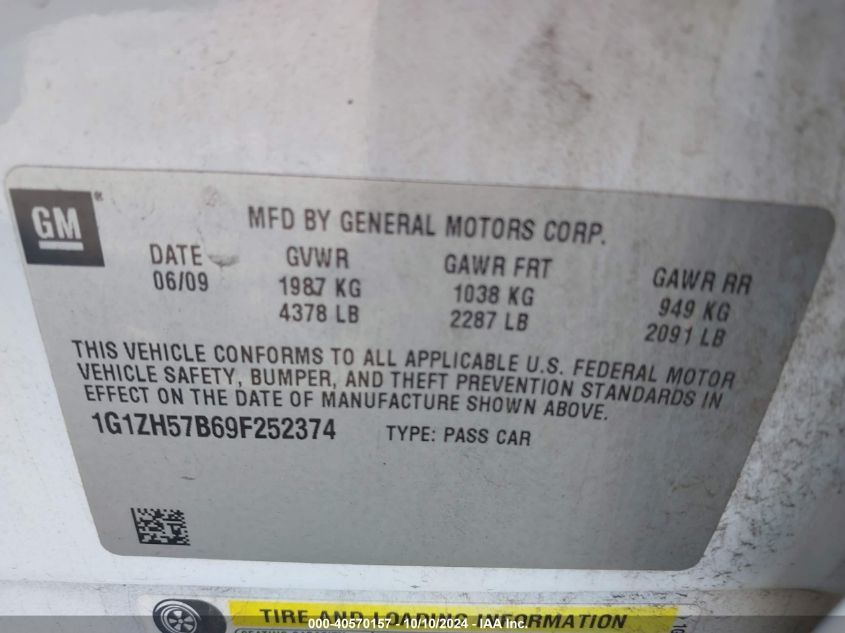 GM®
MFD BY GENERAL MOTORS CORP.
DATE GVWR GAWR FRT GAWR RR
06/09 1987 KG 1038 KG 949 KG
4378 LB 2287 LB 2091 LB
THIS VEHICLE CONFORMS TO ALL APPLICABLE U.S. FEDERAL MOTOR
VEHICLE SAFETY, BUMPER, AND THEFT PREVENTION STANDARDS IN
EFFECT ON THE DATE OF MANUFACTURE SHOWN ABOVE.
1G1ZH57B69F252374 TYPE: PASS CAR
TIRE AND LOADING INFORMATION
000-40570157 - 10/10/2024 - IAA Inc.